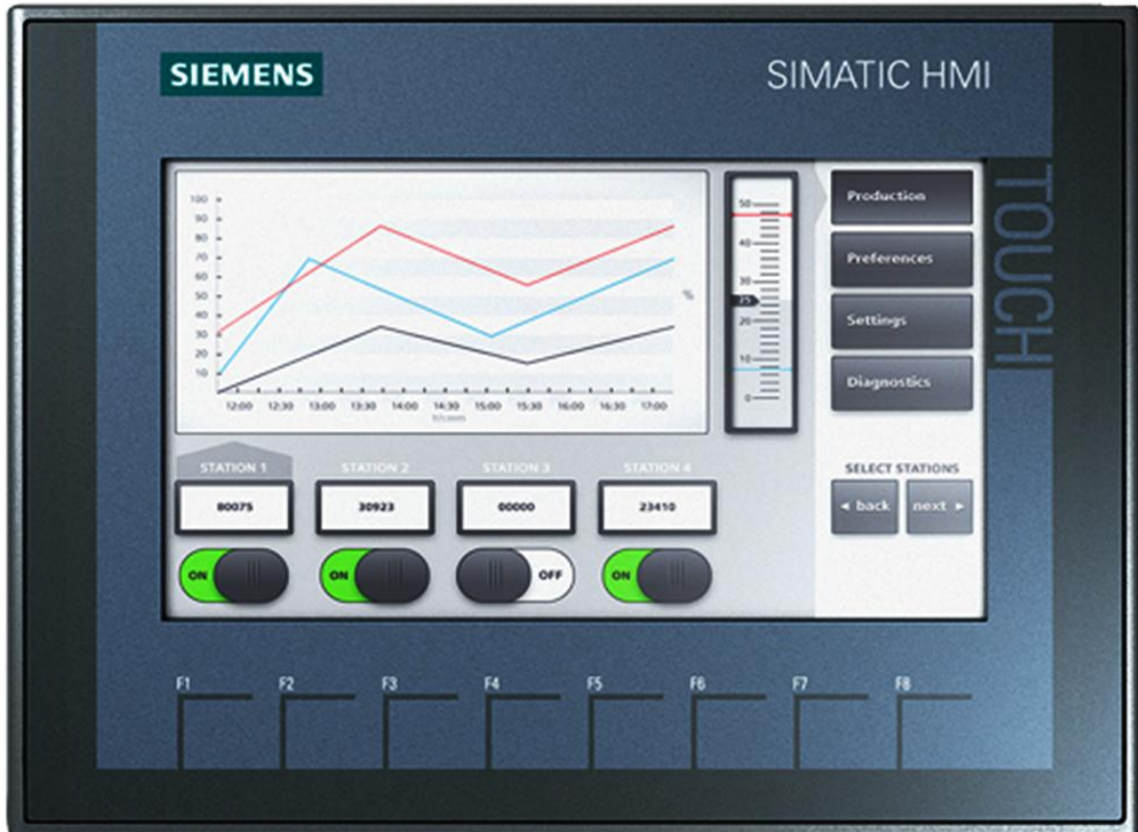 SIEMENS
SIMATIC HMI
TOUCH
100
90
80
70
60
50
40
30
20
10
%
12:00 12:30 13:00 13:30 14:00 14:30 15:00 15:30 16:00 16:30 17:00
50
40
30
25
20
10
0
Production
Preferences
Settings
Diagnostics
SELECT STATIONS
◄ back next ►
STATION 1 STATION 2 STATION 3 STATION 4
80075 30923 00000 23410
ON ON OFF ON
F1 F2 F3 F4 F5 F6 F7 F8